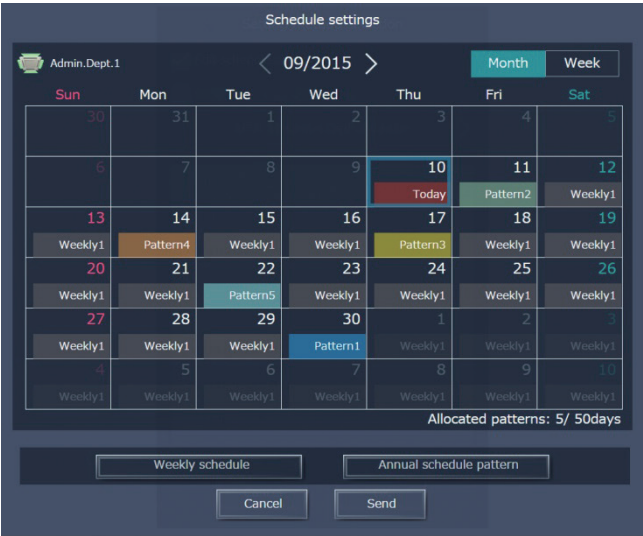 Schedule settings
Admin.Dept.1 < 09/2015 > Month Week
Sun Mon Tue Wed Thu Fri Sat
30 31 1 2 3 4 5
6 7 8 9 10 11 12
Today Pattern2 Weekly1
13 14 15 16 17 18 19
Weekly1 Pattern4 Weekly1 Weekly1 Pattern3 Weekly1 Weekly1
20 21 22 23 24 25 26
Weekly1 Weekly1 Pattern5 Weekly1 Weekly1 Weekly1 Weekly1
27 28 29 30 1 2 3
Weekly1 Weekly1 Weekly1 Pattern1 Weekly1 Weekly1 Weekly1
4 5 6 7 8 9 10
Weekly1 Weekly1 Weekly1 Weekly1 Weekly1 Weekly1 Weekly1
Allocated patterns: 5/ 50days
Weekly schedule Annual schedule pattern
Cancel Send